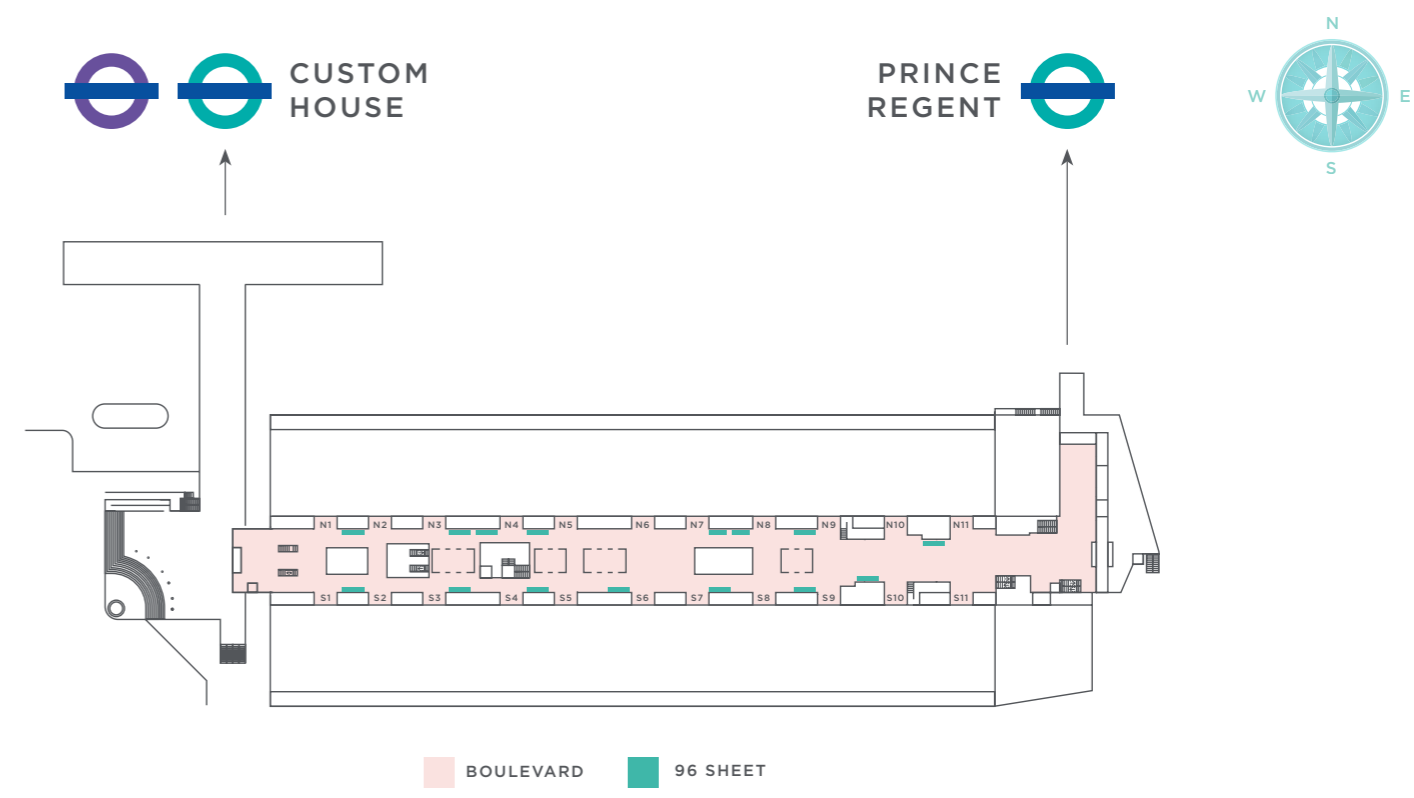 N
CUSTOM
HOUSE
PRINCE
REGENT
W
E
S
N1
N2
N3
N4
N5
N6
N7
N8
N9
N10
N11
S1
S2
S3
S4
S5
S6
S7
S8
S9
S10
S11
BOULEVARD
96 SHEET